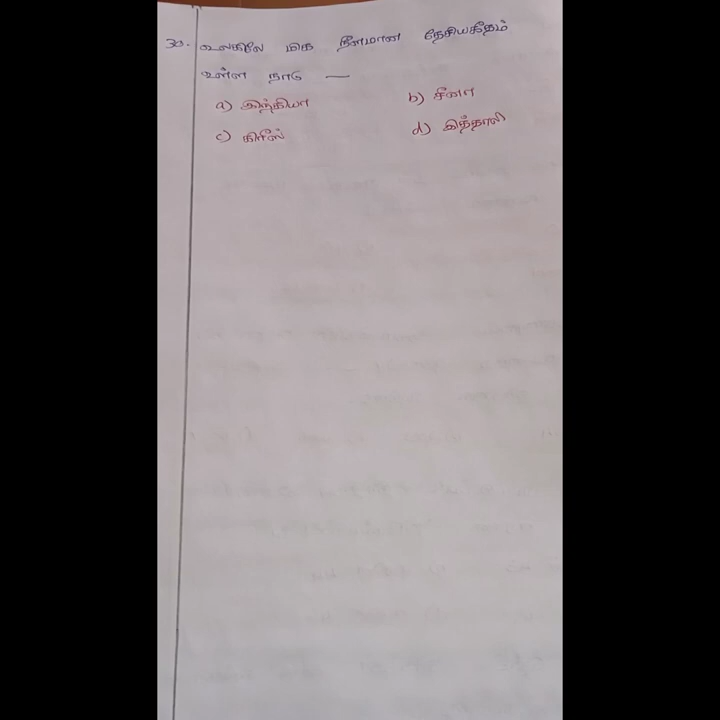 30. உலகிலே மிக நீளமான தேசியகீதம்
உள்ள நாடு —
a) இந்தியா b) சீனா
c) கிரீஸ் d) இத்தாலி